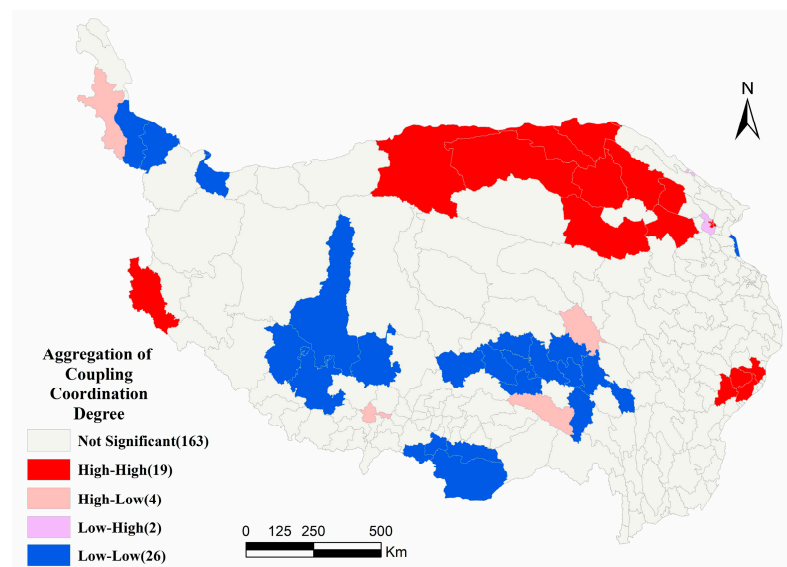 N
Aggregation of
Coupling
Coordination
Degree
Not Significant(163)
High-High(19)
High-Low(4)
Low-High(2)
Low-Low(26)
0 125 250 500
Km